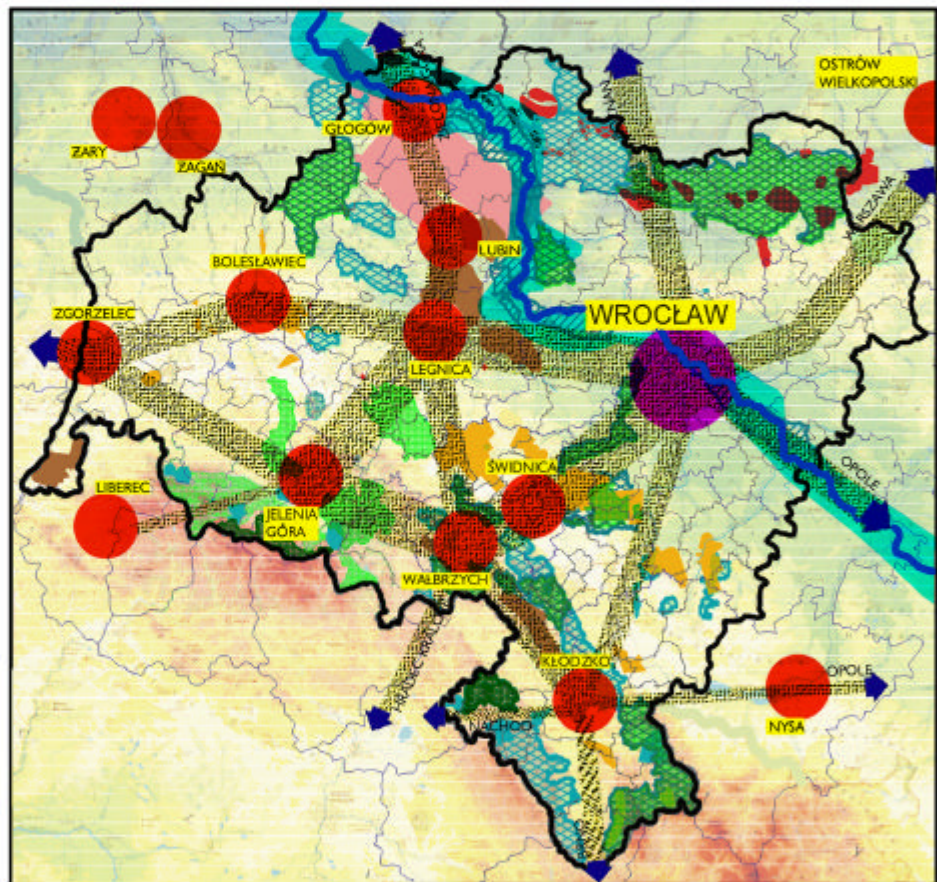 OSTRÓW
WIELKOPOLSKI
GŁOGÓW
ŻARY
ŻAGAŃ
LUBIN
BOLESŁAWIEC
ZGORZELEC
WROCŁAW
LEGNICA
ŚWIDNICA
OPOLE
LIBEREC
JELENIA
GÓRA
WAŁBRZYCH
KŁODZKO
OPOLE
NYSA
NACHOD